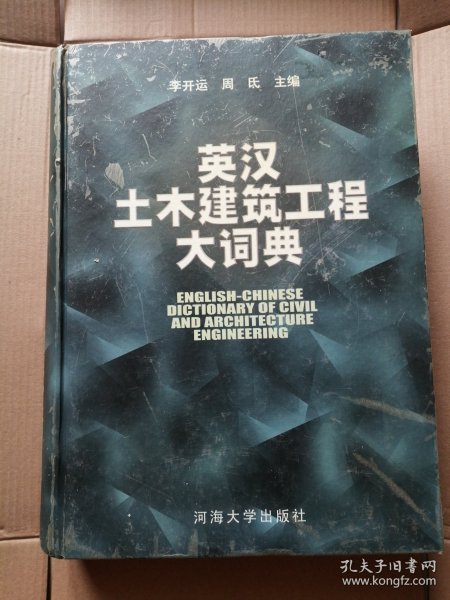 李开运 周氐 主编
英汉
土木建筑工程
大词典
ENGLISH-CHINESE
DICTIONARY OF CIVIL
AND ARCHITECTURE
ENGINEERING
河海大学出版社
孔夫子旧书网
www.kongfz.com